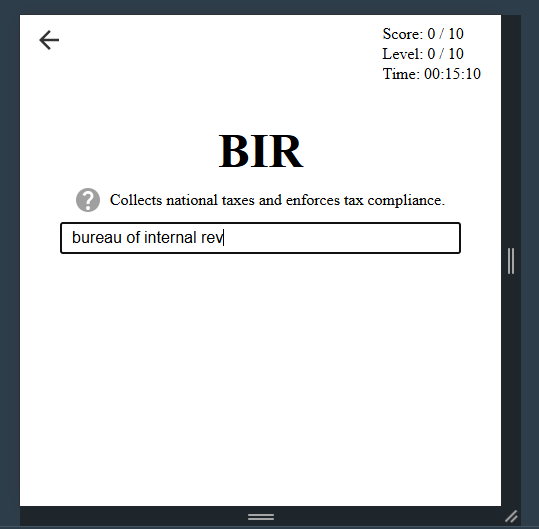 Score: 0 / 10
Level: 0 / 10
Time: 00:15:10
BIR
? Collects national taxes and enforces tax compliance.
bureau of internal rev